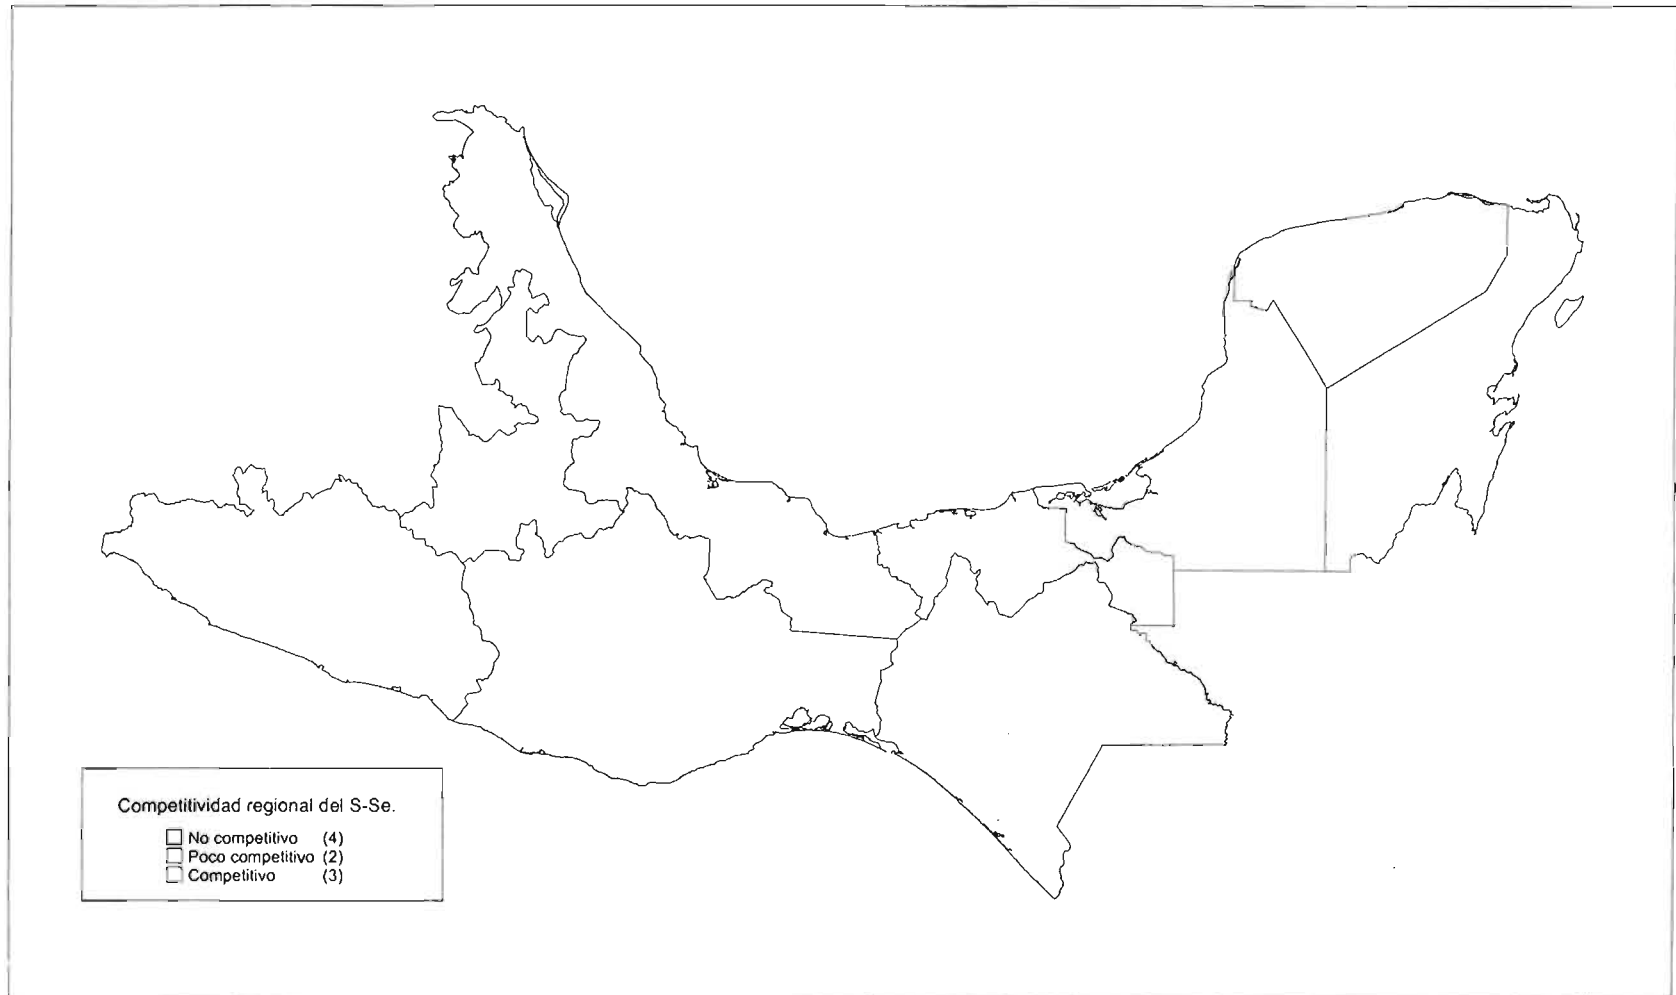 Competitividad regional del S-Se.
No competitivo (4)
Poco competitivo (2)
Competitivo (3)